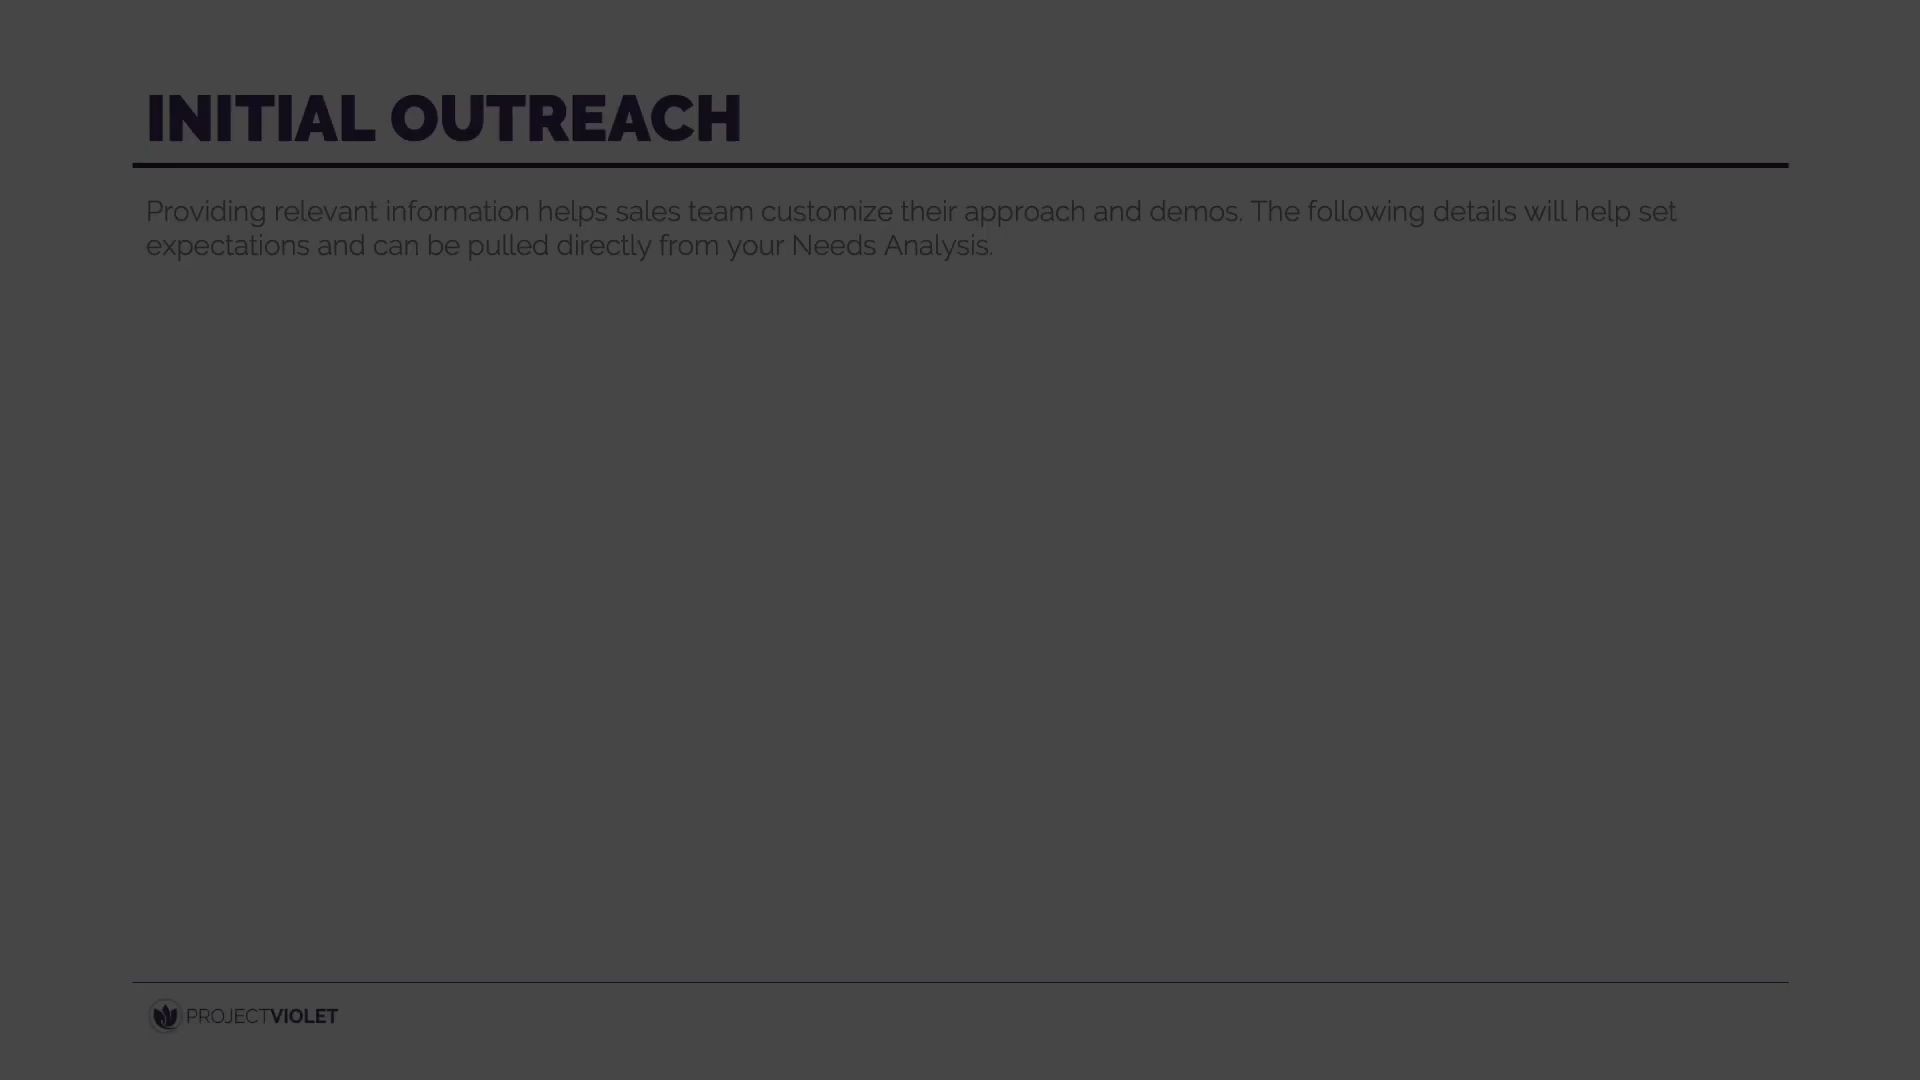 INITIAL OUTREACH
Providing relevant information helps sales team customize their approach and demos. The following details will help set
expectations and can be pulled directly from your Needs Analysis.
PROJECTVIOLET